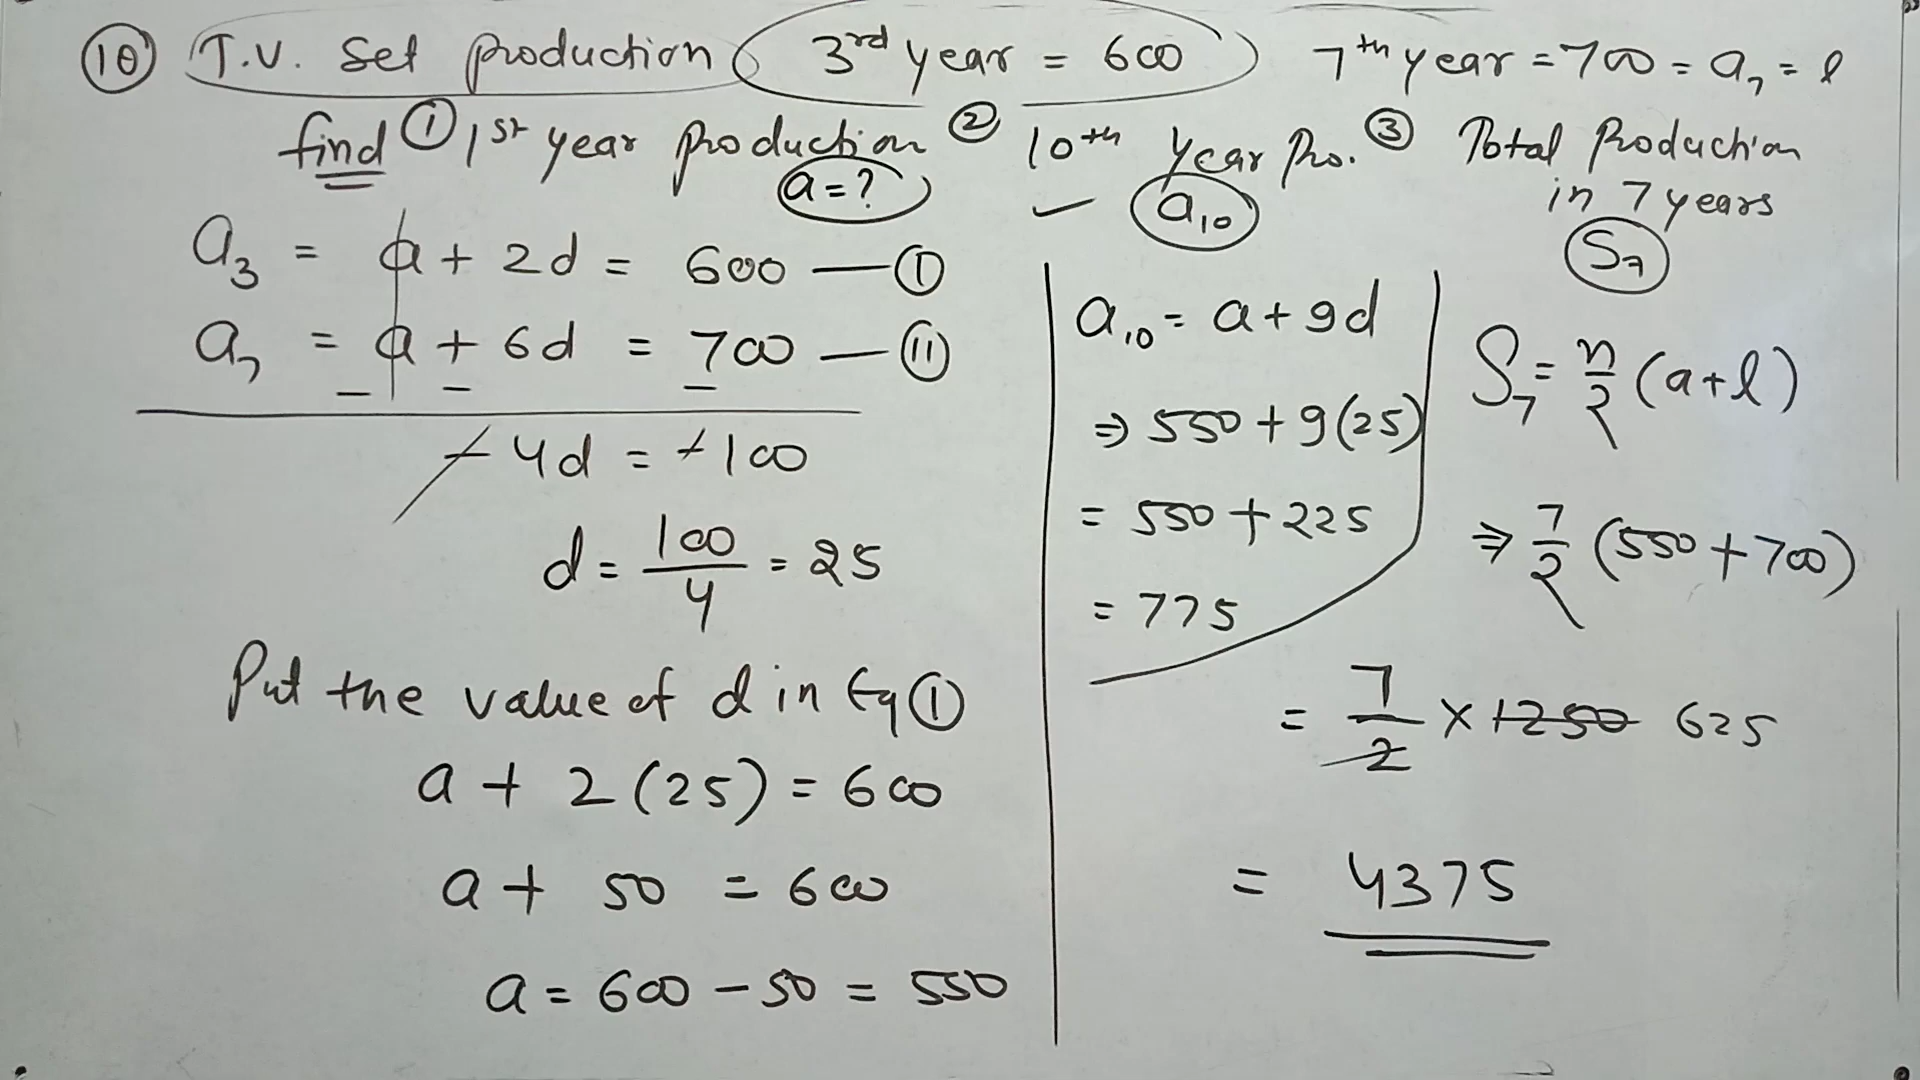 (10) T.V. Set production 3rd year = 600 7th year = 700 = a7 = l
find (1) 1st year production (2) 10th year Pro. (3) Total Production
a = ? a10 in 7 years
S7
a3 = a + 2d = 600 — (I)
a7 = a + 6d = 700 — (II)
- - -
-4d = -100
d = 100/4 = 25
Put the value of d in Eq (1)
a + 2(25) = 600
a + 50 = 600
a = 600 - 50 = 550
a10 = a + 9d
⇒ 550 + 9(25)
= 550 + 225
= 775
S7 = n/2 (a+l)
⇒ 7/2 (550 + 700)
= 7/2 × 1250 625
= 4375